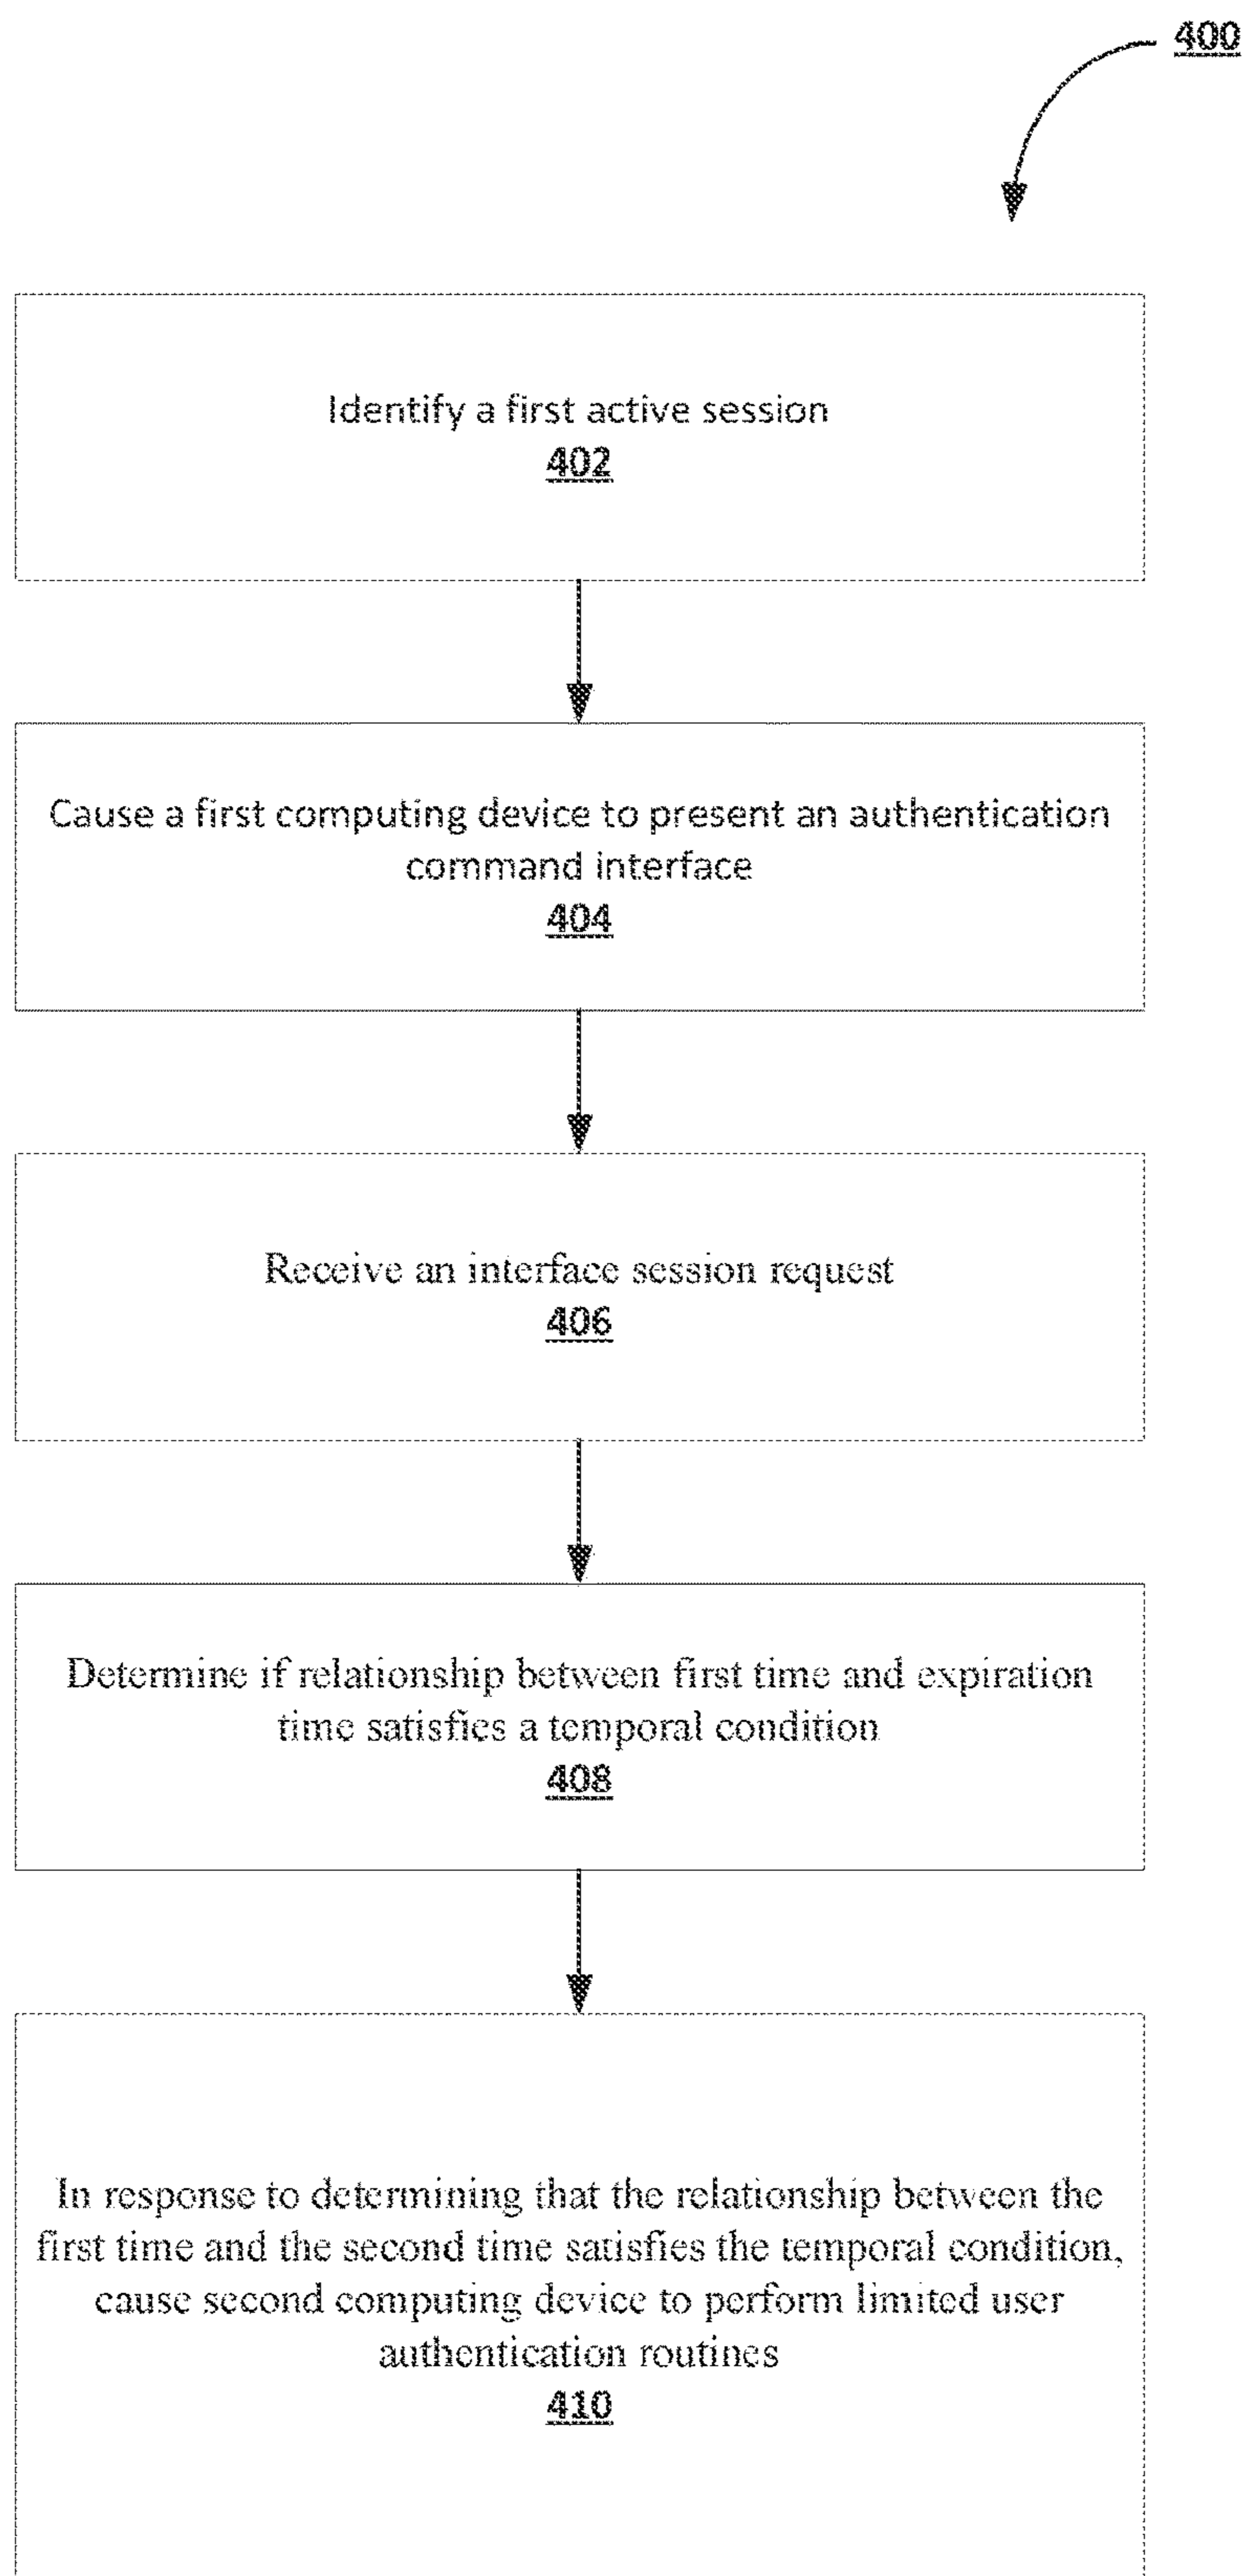 400
Identify a first active session
402
Cause a first computing device to present an authentication
command interface
404
Receive an interface session request
406
Determine if relationship between first time and expiration
time satisfies a temporal condition
408
In response to determining that the relationship between the
first time and the second time satisfies the temporal condition,
cause second computing device to perform limited user
authentication routines
410